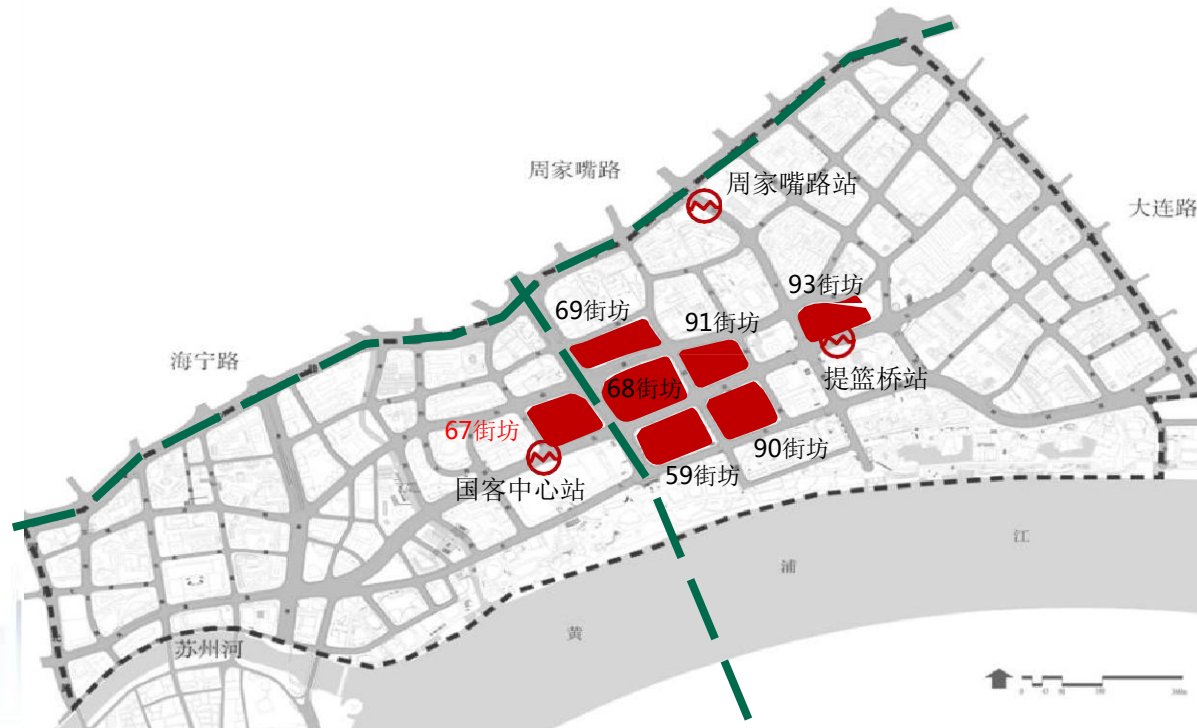 周家嘴路
周家嘴路站
大连路
93街坊
69街坊
91街坊
海宁路
提篮桥站
68街坊
67街坊
90街坊
59街坊
国客中心站
江
浦
黄
苏州河